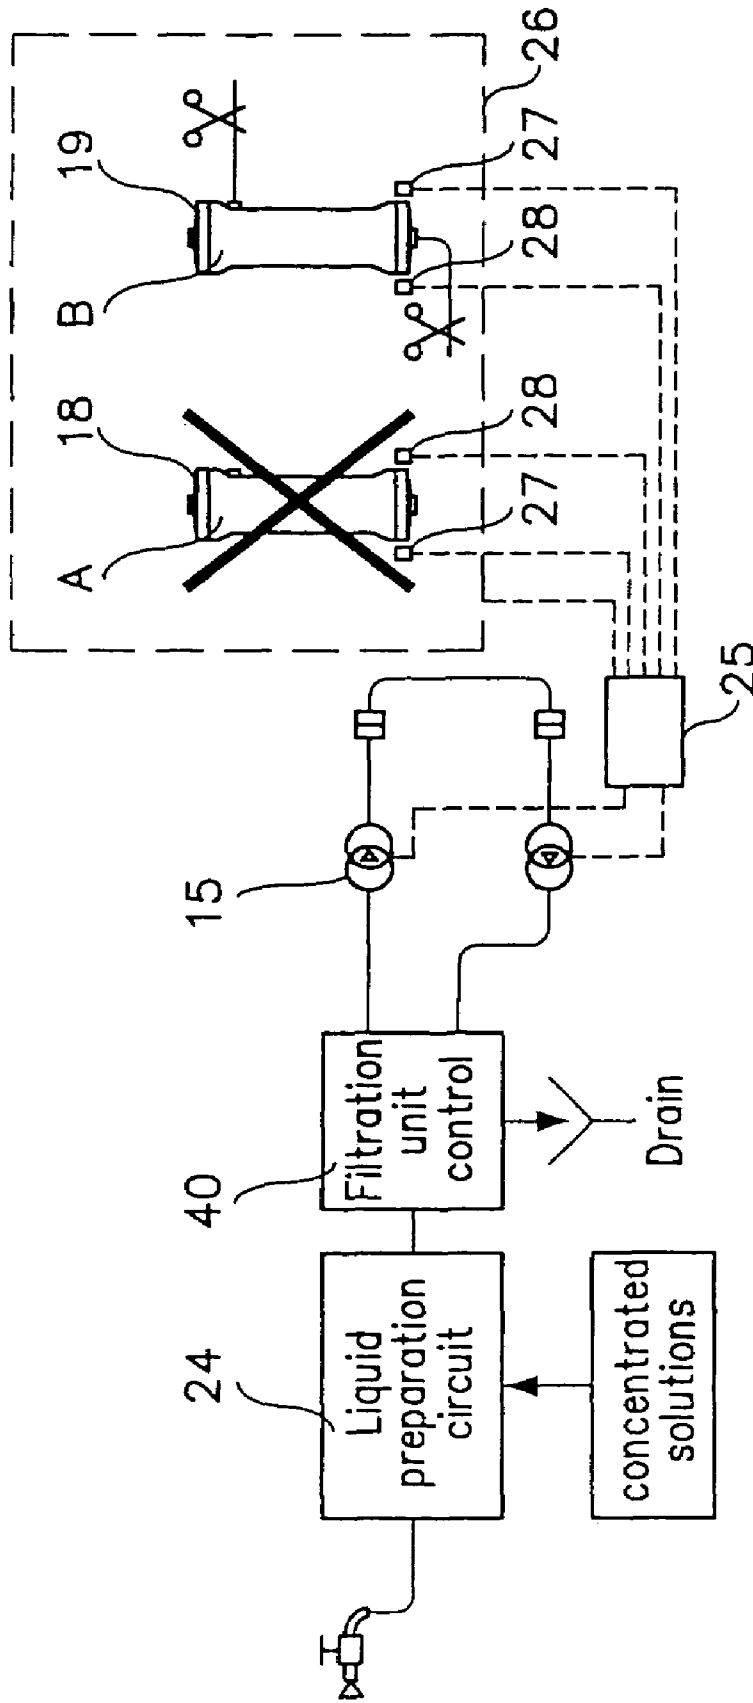 26
19
27
B
28
18
28
A
27
25
15
40
Filtration
unit
control
Drain
24
Liquid
preparation
circuit
concentrated
solutions